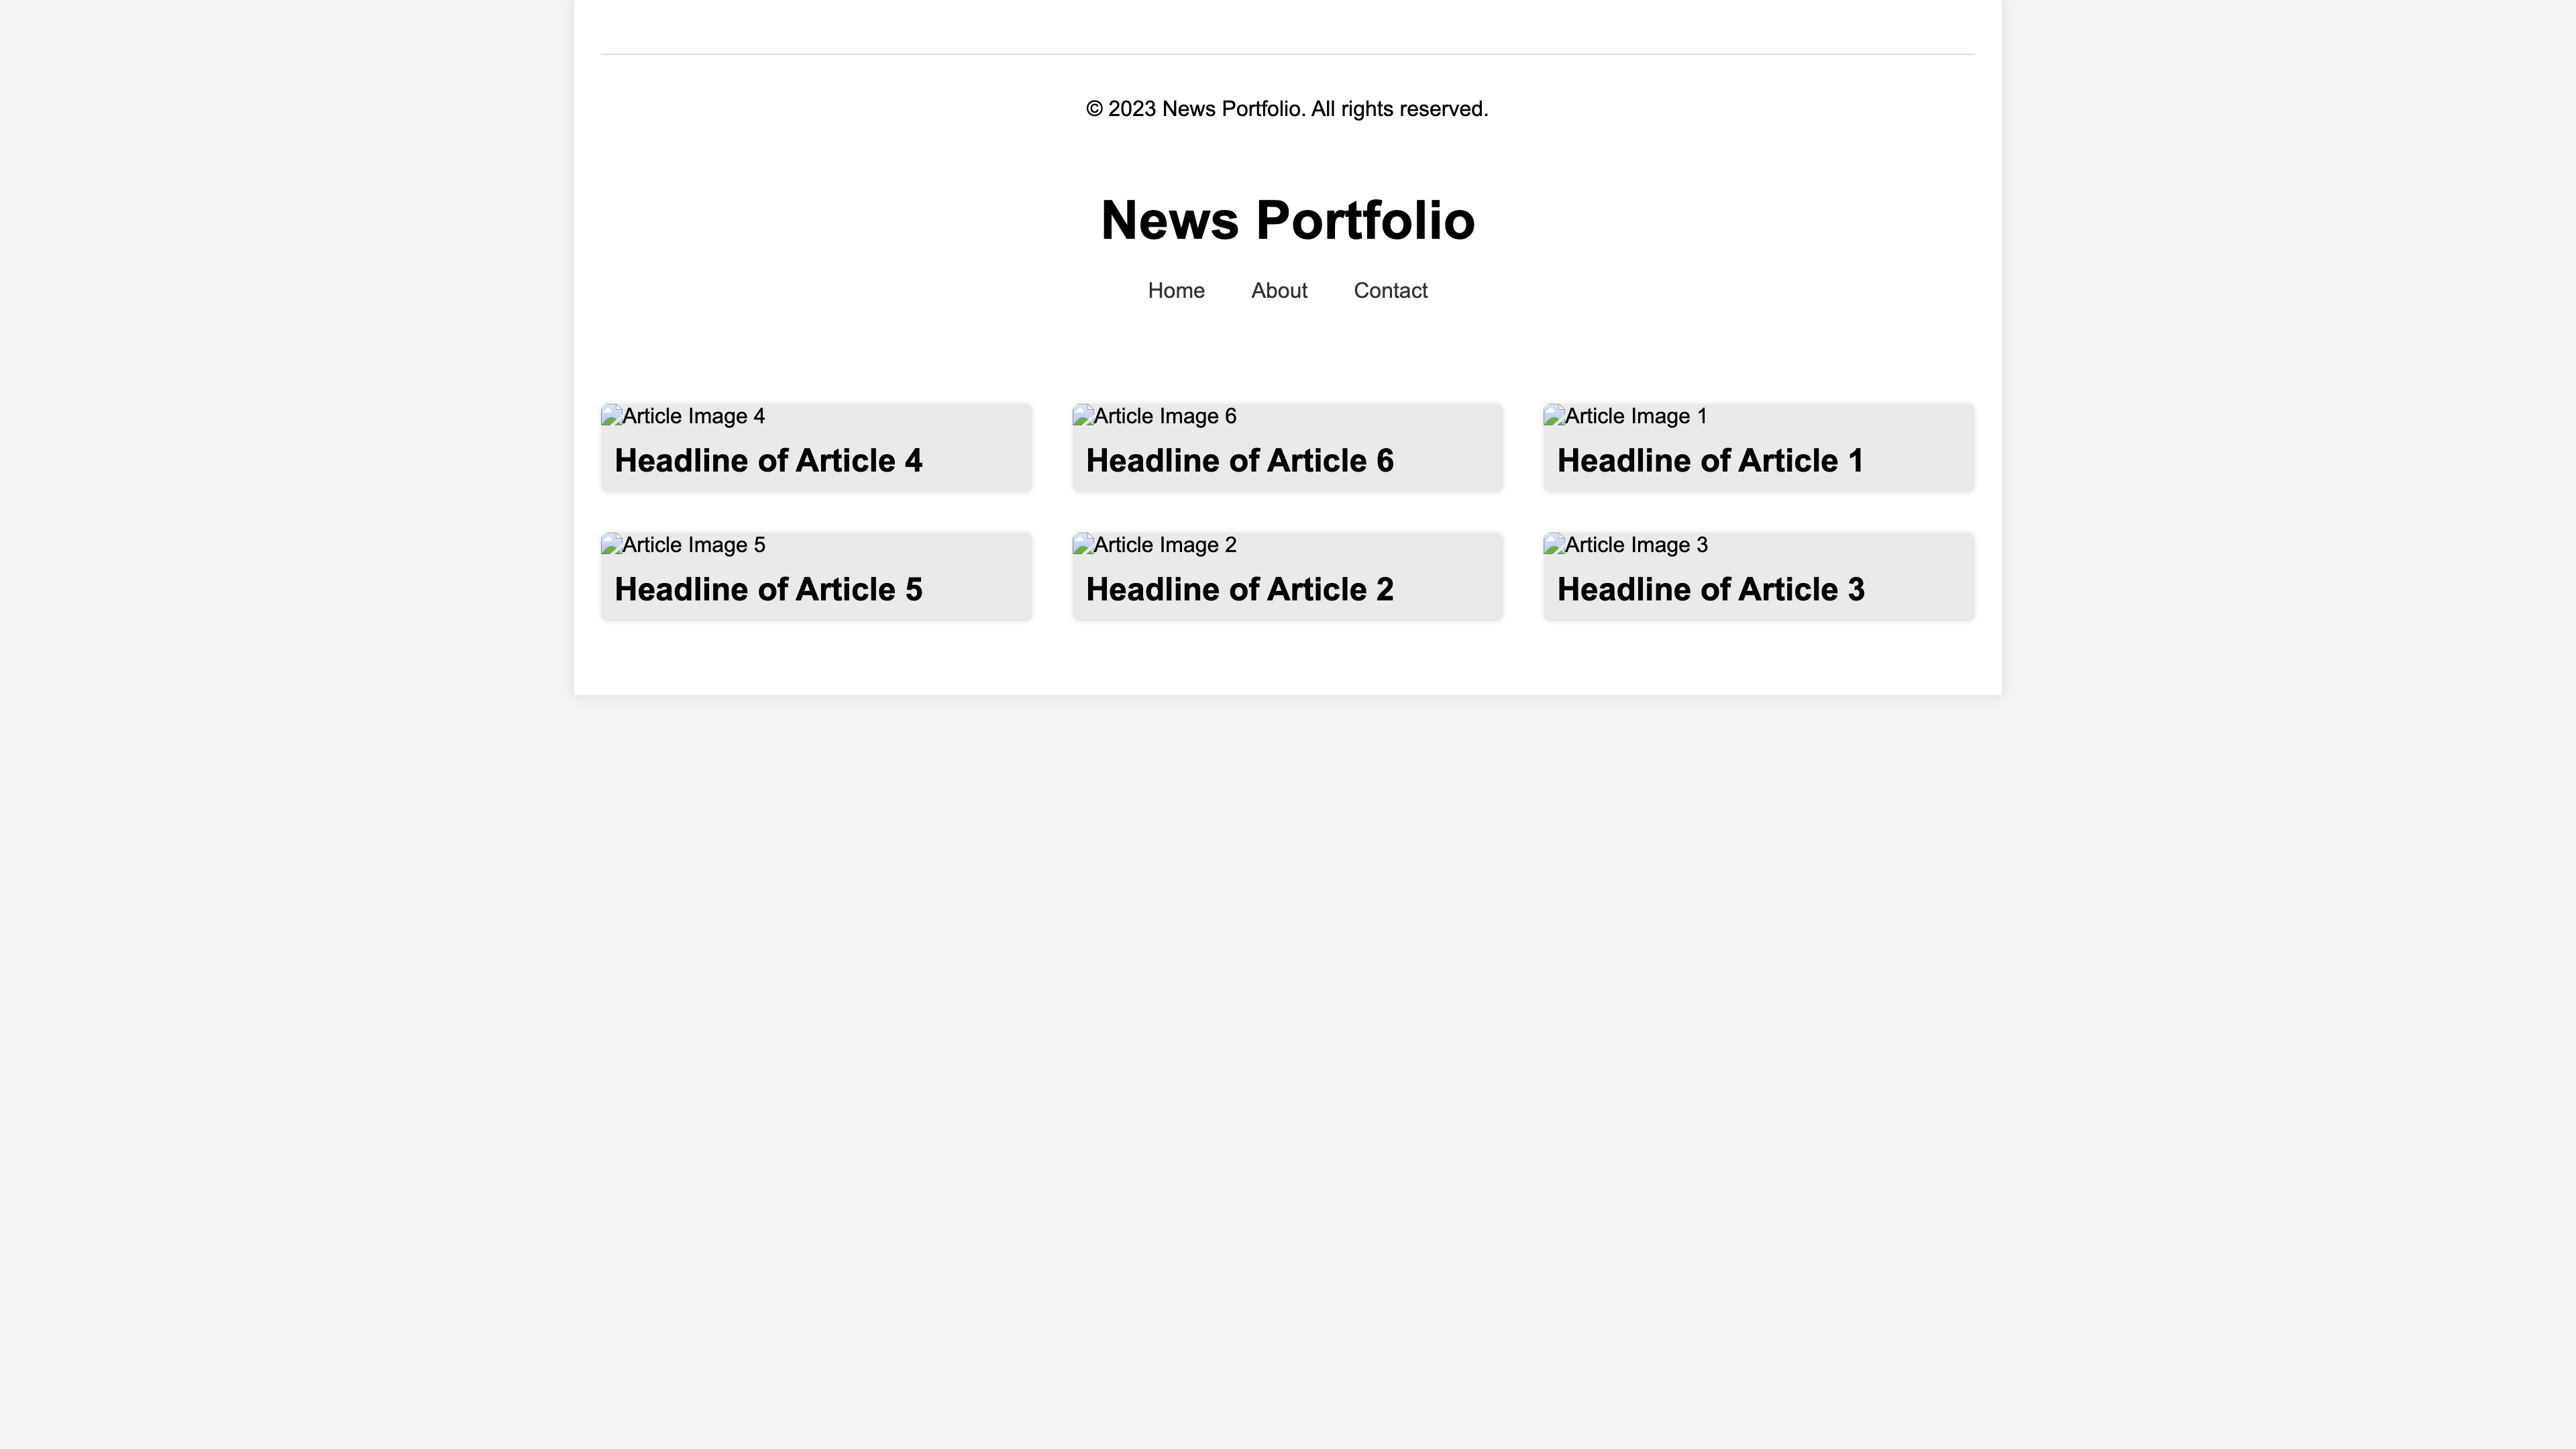 © 2023 News Portfolio. All rights reserved.
News Portfolio
Home About Contact
Article Image 4
Headline of Article 4
Article Image 6
Headline of Article 6
Article Image 1
Headline of Article 1
Article Image 5
Headline of Article 5
Article Image 2
Headline of Article 2
Article Image 3
Headline of Article 3